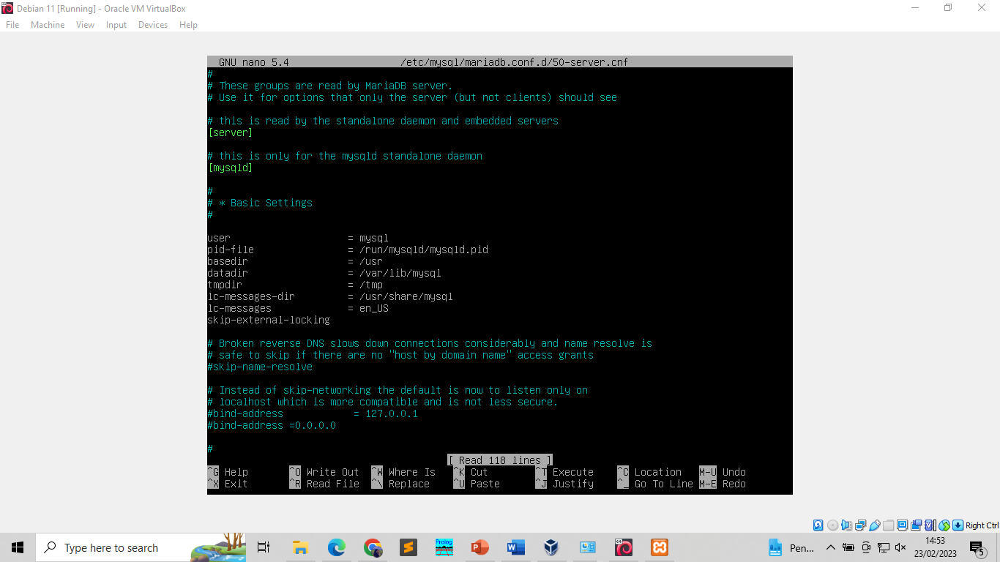 Debian 11 [Running] - Oracle VM VirtualBox
File Machine View Input Devices Help
GNU nano 5.4 /etc/mysql/mariadb.conf.d/50-server.cnf
#
# These groups are read by MariaDB server.
# Use it for options that only the server (but not clients) should see
# this is read by the standalone daemon and embedded servers
[server]
# this is only for the mysqld standalone daemon
[mysqld]
#
# * Basic Settings
#
user = mysql
pid-file = /run/mysqld/mysqld.pid
basedir = /usr
datadir = /var/lib/mysql
tmpdir = /tmp
lc-messages-dir = /usr/share/mysql
lc-messages = en_US
skip-external-locking
# Broken reverse DNS slows down connections considerably and name resolve is
# safe to skip if there are no "host by domain name" access grants
#skip-name-resolve
# Instead of skip-networking the default is now to listen only on
# localhost which is more compatible and is not less secure.
#bind-address = 127.0.0.1
#bind-address =0.0.0.0
#
[ Read 118 lines ]
^G Help ^O Write Out ^W Where Is ^K Cut ^T Execute ^C Location M-U Undo
^X Exit ^R Read File ^\ Replace ^U Paste ^J Justify ^_ Go To Line M-E Redo
Right Ctrl
Type here to search
Prolog
Pen...
14:53
23/02/2023
5